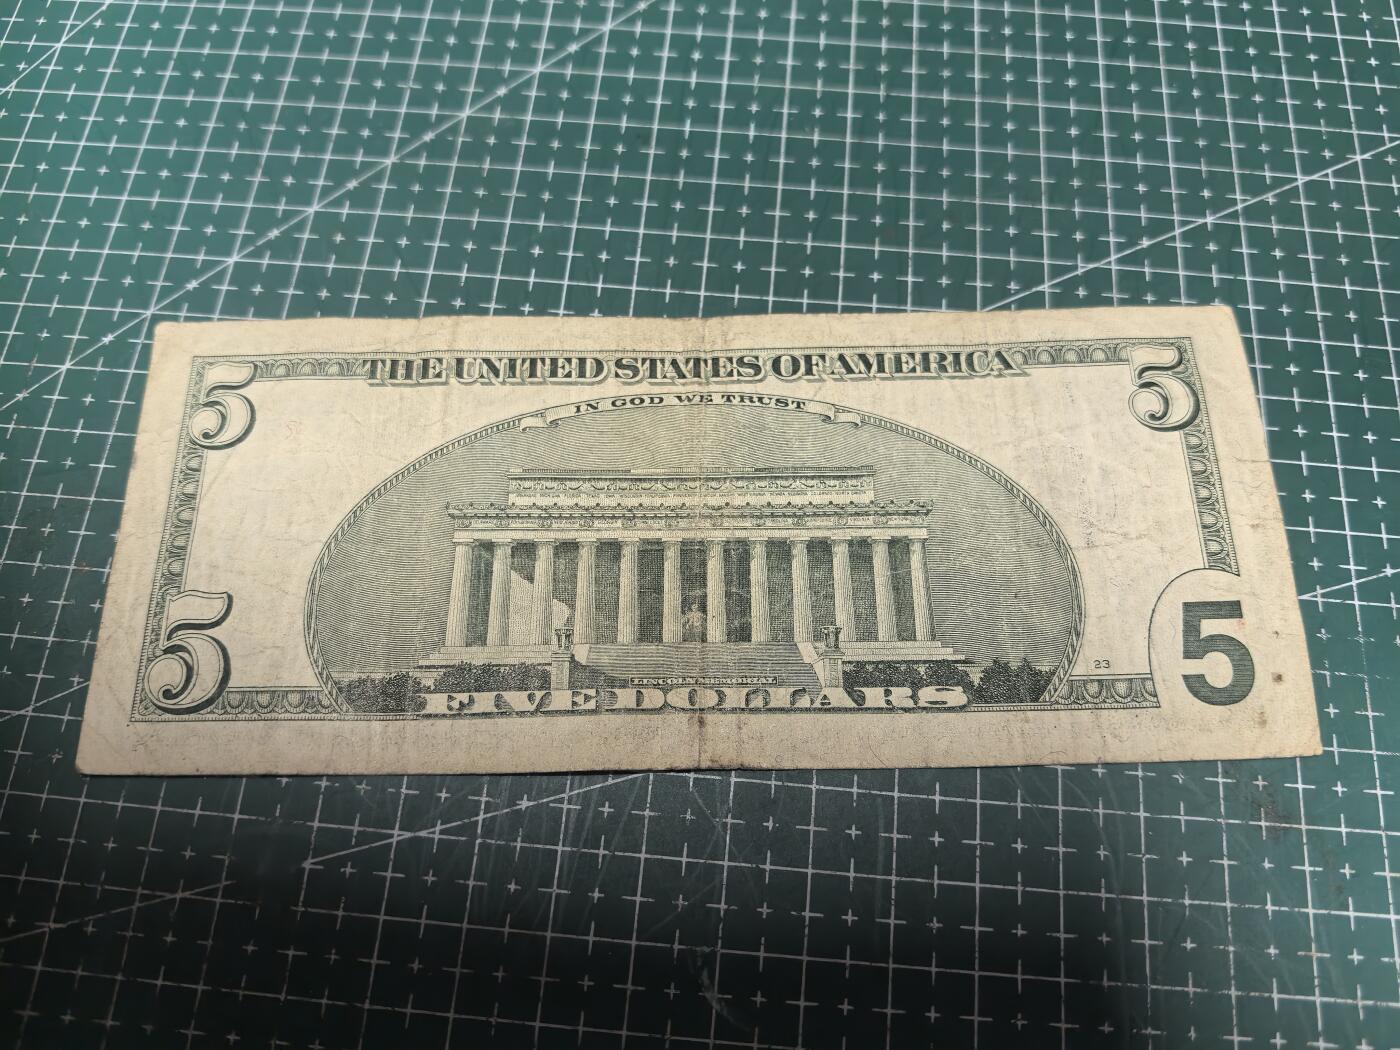 5 THE UNITED STATES OF AMERICA 5
IN GOD WE TRUST
5 5
23
LINCOLN MEMORIAL
FIVE DOLLARS